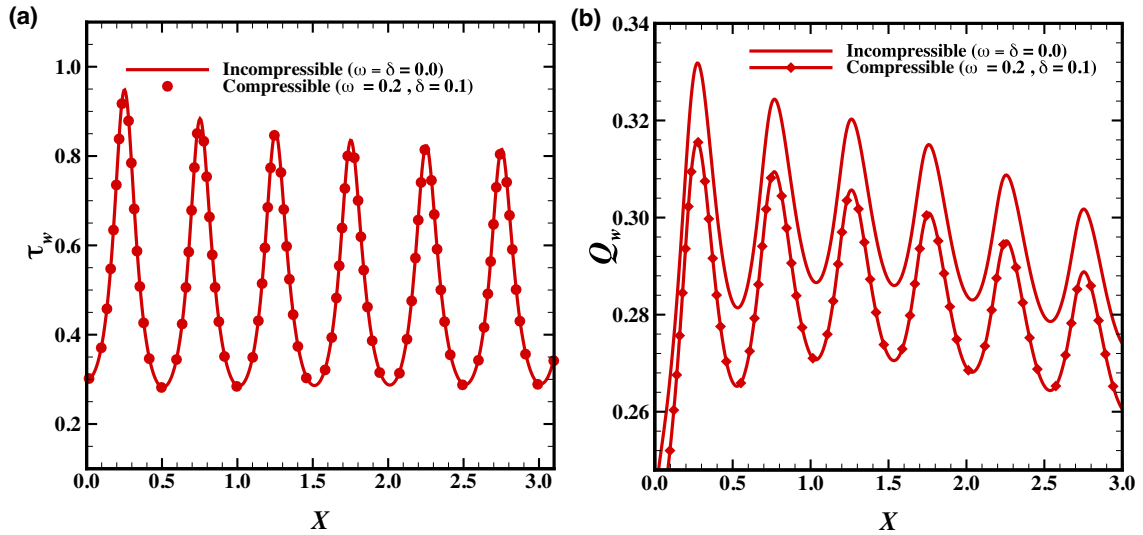 (a)
Incompressible (ω = δ = 0.0)
Compressible (ω = 0.2 , δ = 0.1)
1.0
0.8
0.6
0.4
0.2
τw
0.0 0.5 1.0 1.5 2.0 2.5 3.0
X
(b)
Incompressible (ω = δ = 0.0)
Compressible (ω = 0.2 , δ = 0.1)
0.34
0.32
0.30
0.28
0.26
Qw
0.0 0.5 1.0 1.5 2.0 2.5 3.0
X